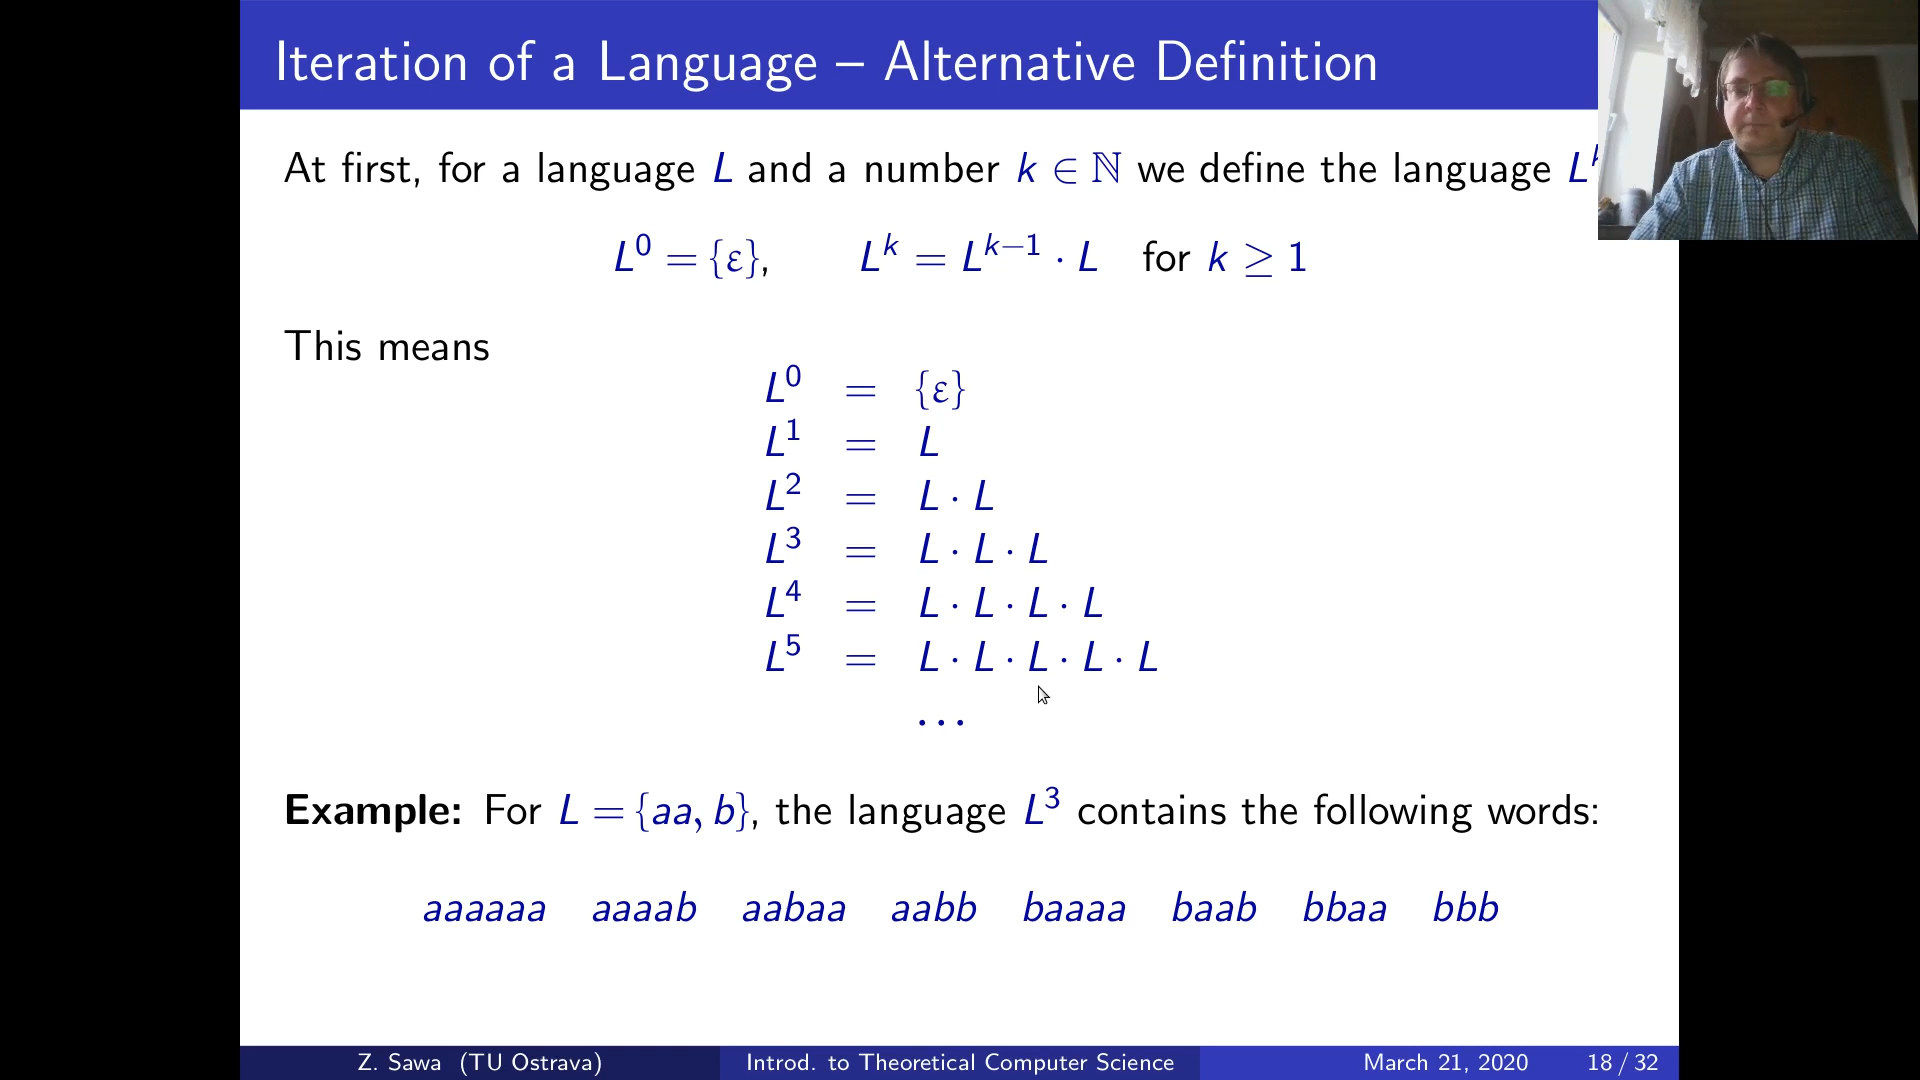 Iteration of a Language – Alternative Definition
At first, for a language L and a number k ∈ ℕ we define the language L
L⁰ = {ε}, Lᵏ = Lᵏ⁻¹ · L for k ≥ 1
This means
L⁰ = {ε}
L¹ = L
L² = L · L
L³ = L · L · L
L⁴ = L · L · L · L
L⁵ = L · L · L · L · L
...
Example: For L = {aa, b}, the language L³ contains the following words:
aaaaaa aaaab aabaa aabb baaaa baab bbaa bbb
Z. Sawa (TU Ostrava) Introd. to Theoretical Computer Science March 21, 2020 18 / 32